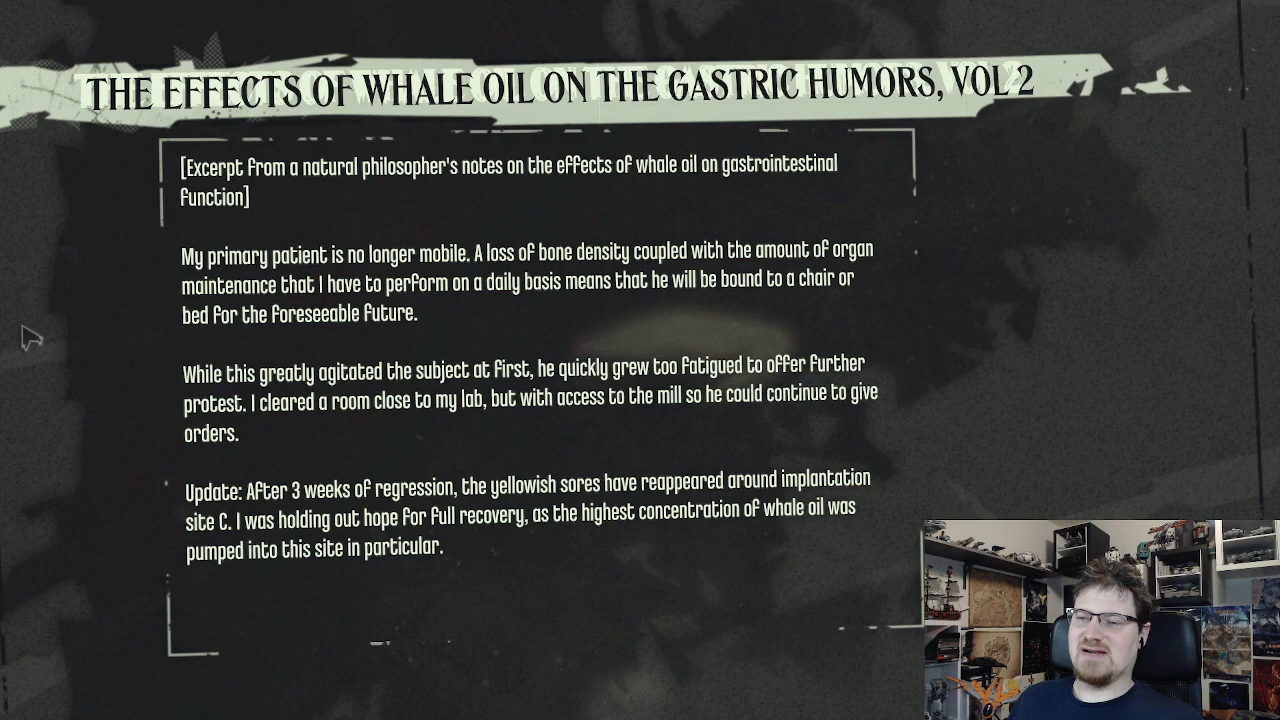 THE EFFECTS OF WHALE OIL ON THE GASTRIC HUMORS, VOL 2
[Excerpt from a natural philosopher's notes on the effects of whale oil on gastrointestinal
function]
My primary patient is no longer mobile. A loss of bone density coupled with the amount of organ
maintenance that I have to perform on a daily basis means that he will be bound to a chair or
bed for the foreseeable future.
While this greatly agitated the subject at first, he quickly grew too fatigued to offer further
protest. I cleared a room close to my lab, but with access to the mill so he could continue to give
orders.
Update: After 3 weeks of regression, the yellowish sores have reappeared around implantation
site C. I was holding out hope for full recovery, as the highest concentration of whale oil was
pumped into this site in particular.